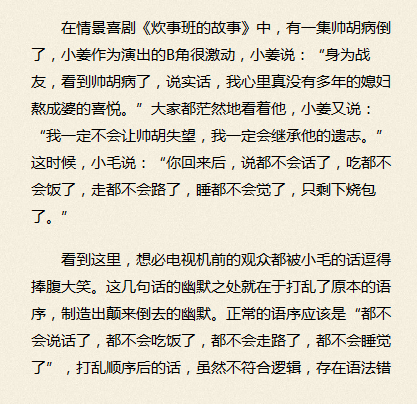 在情景喜剧《炊事班的故事》中，有一集帅胡病倒
了，小姜作为演出的B角很激动，小姜说：“身为战
友，看到帅胡病了，说实话，我心里真没有多年的媳妇
熬成婆的喜悦。”大家都茫然地看着他，小姜又说：
“我一定不会让帅胡失望，我一定会继承他的遗志。”
这时候，小毛说：“你回来后，说都不会话了，吃都不
会饭了，走都不会路了，睡都不会觉了，只剩下烧包
了。”
看到这里，想必电视机前的观众都被小毛的话逗得
捧腹大笑。这几句话的幽默之处就在于打乱了原本的语
序，制造出颠来倒去的幽默。正常的语序应该是“都不
会说话了，都不会吃饭了，都不会走路了，都不会睡觉
了”，打乱顺序后的话，虽然不符合逻辑，存在语法错